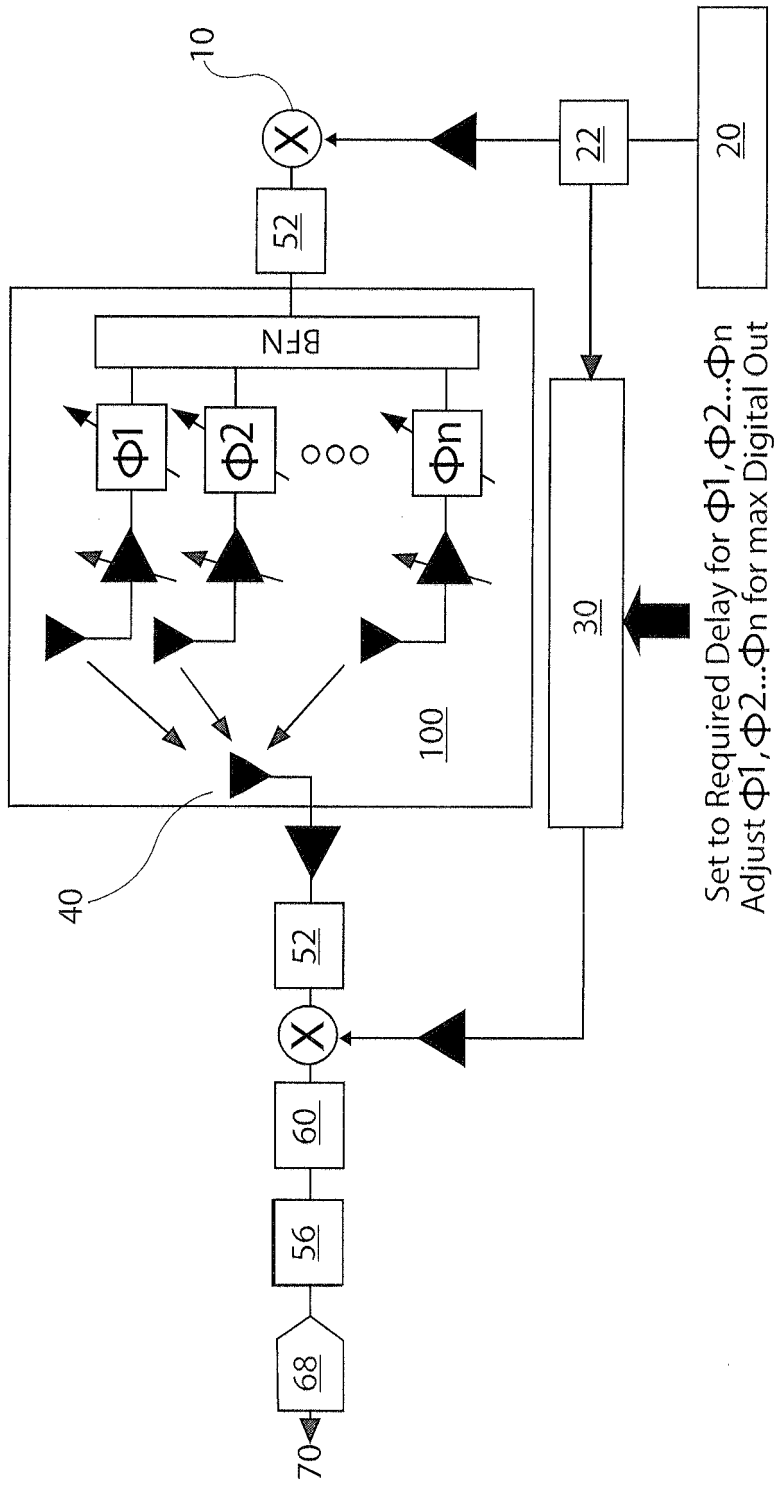 10
20
22
52
BFN
Φ1
Φ2
Φn
100
30
40
52
X
X
60
56
68
70
Set to Required Delay for Φ1, Φ2...Φn
Adjust Φ1, Φ2...Φn for max Digital Out